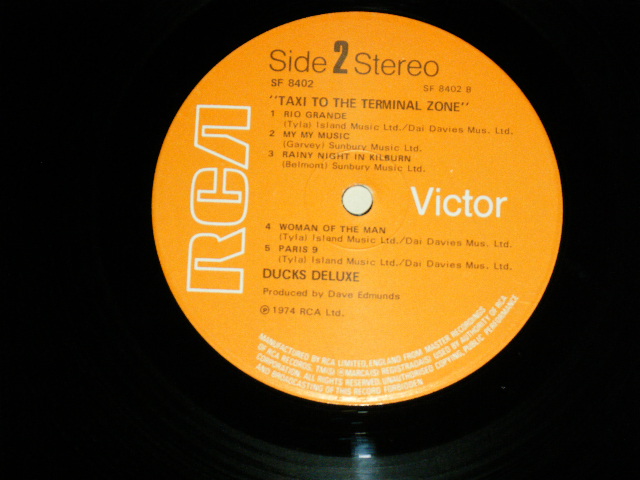 Side 2 Stereo
SF 8402
SF 8402 B
"TAXI TO THE TERMINAL ZONE"
1 RIO GRANDE
(Tyla) Island Music Ltd./Dai Davies Mus. Ltd.
2 MY MY MUSIC
(Garvey) Sunbury Music Ltd.
3 RAINY NIGHT IN KILBURN
(Belmont) Sunbury Music Ltd.
RCA
Victor
4 WOMAN OF THE MAN
(Tyla) Island Music Ltd./Dai Davies Mus. Ltd.
5 PARIS 9
(Tyla) Island Music Ltd./Dai Davies Mus. Ltd.
DUCKS DELUXE
Produced by Dave Edmunds
℗ 1974 RCA Ltd.
MANUFACTURED BY RCA LIMITED, ENGLAND FROM MASTER RECORDINGS
OF RCA RECORDS. TM(S) ® MARCA(S) REGISTRADA(S) USED BY AUTHORITY OF RCA
CORPORATION. ALL RIGHTS RESERVED. UNAUTHORISED COPYING, PUBLIC PERFORMANCE
AND BROADCASTING OF THIS RECORD FORBIDDEN